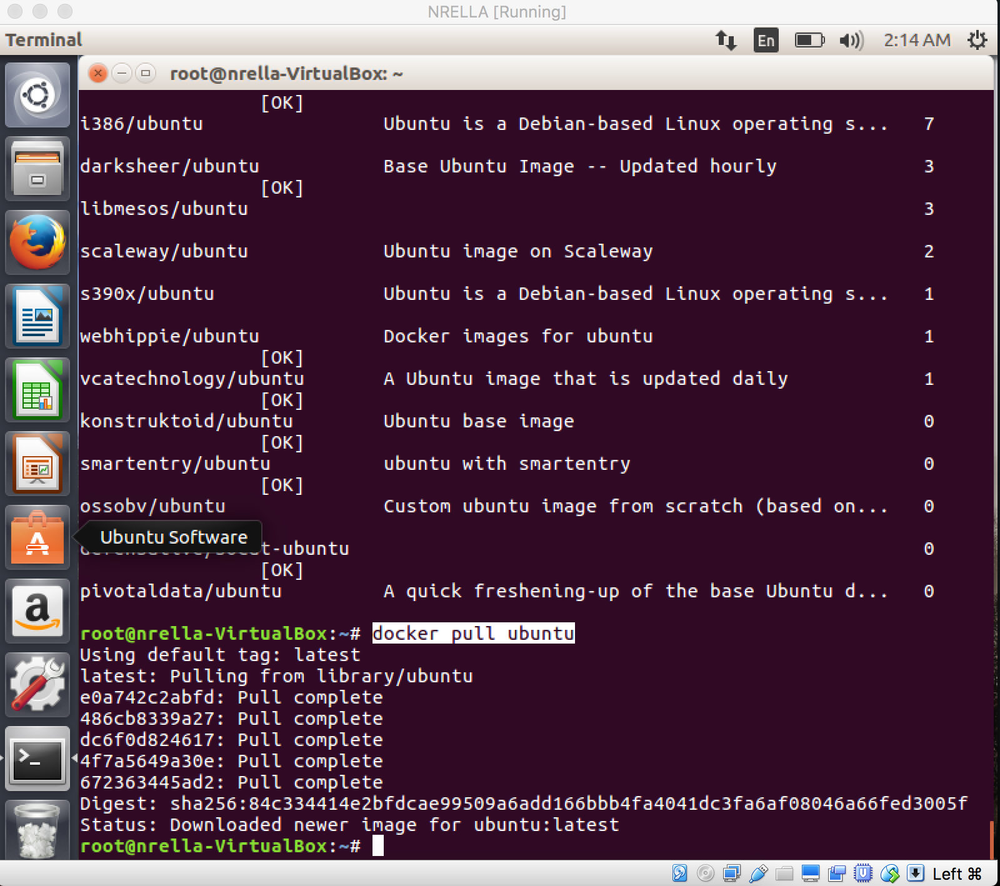 NRELLA [Running]
Terminal
En
2:14 AM
root@nrella-VirtualBox: ~
[OK]
i386/ubuntu Ubuntu is a Debian-based Linux operating s... 7
darksheer/ubuntu Base Ubuntu Image -- Updated hourly 3
[OK]
libmesos/ubuntu 3
scaleway/ubuntu Ubuntu image on Scaleway 2
s390x/ubuntu Ubuntu is a Debian-based Linux operating s... 1
webhippie/ubuntu Docker images for ubuntu 1
[OK]
vcatechnology/ubuntu A Ubuntu image that is updated daily 1
[OK]
konstruktoid/ubuntu Ubuntu base image 0
[OK]
smartentry/ubuntu ubuntu with smartentry 0
[OK]
ossobv/ubuntu Custom ubuntu image from scratch (based on... 0
Ubuntu Software
t-ubuntu 0
[OK]
pivotaldata/ubuntu A quick freshening-up of the base Ubuntu d... 0
root@nrella-VirtualBox:~# docker pull ubuntu
Using default tag: latest
latest: Pulling from library/ubuntu
e0a742c2abfd: Pull complete
486cb8339a27: Pull complete
dc6f0d824617: Pull complete
4f7a5649a30e: Pull complete
672363445ad2: Pull complete
Digest: sha256:84c334414e2bfdcae99509a6add166bbb4fa4041dc3fa6af08046a66fed3005f
Status: Downloaded newer image for ubuntu:latest
root@nrella-VirtualBox:~#
Left ⌘